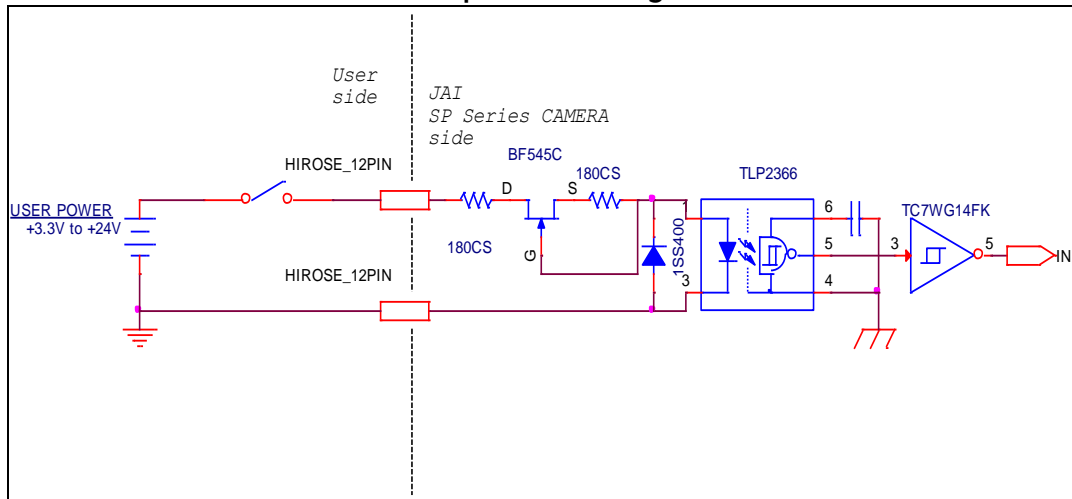 User
side
JAI
SP Series CAMERA
side
BF545C
HIROSE_12PIN
180CS
TLP2366
D
S
6
TC7WG14FK
1
USER POWER
+3.3V to +24V
5
3
5
IN
180CS
G
1SS400
HIROSE_12PIN
3
4